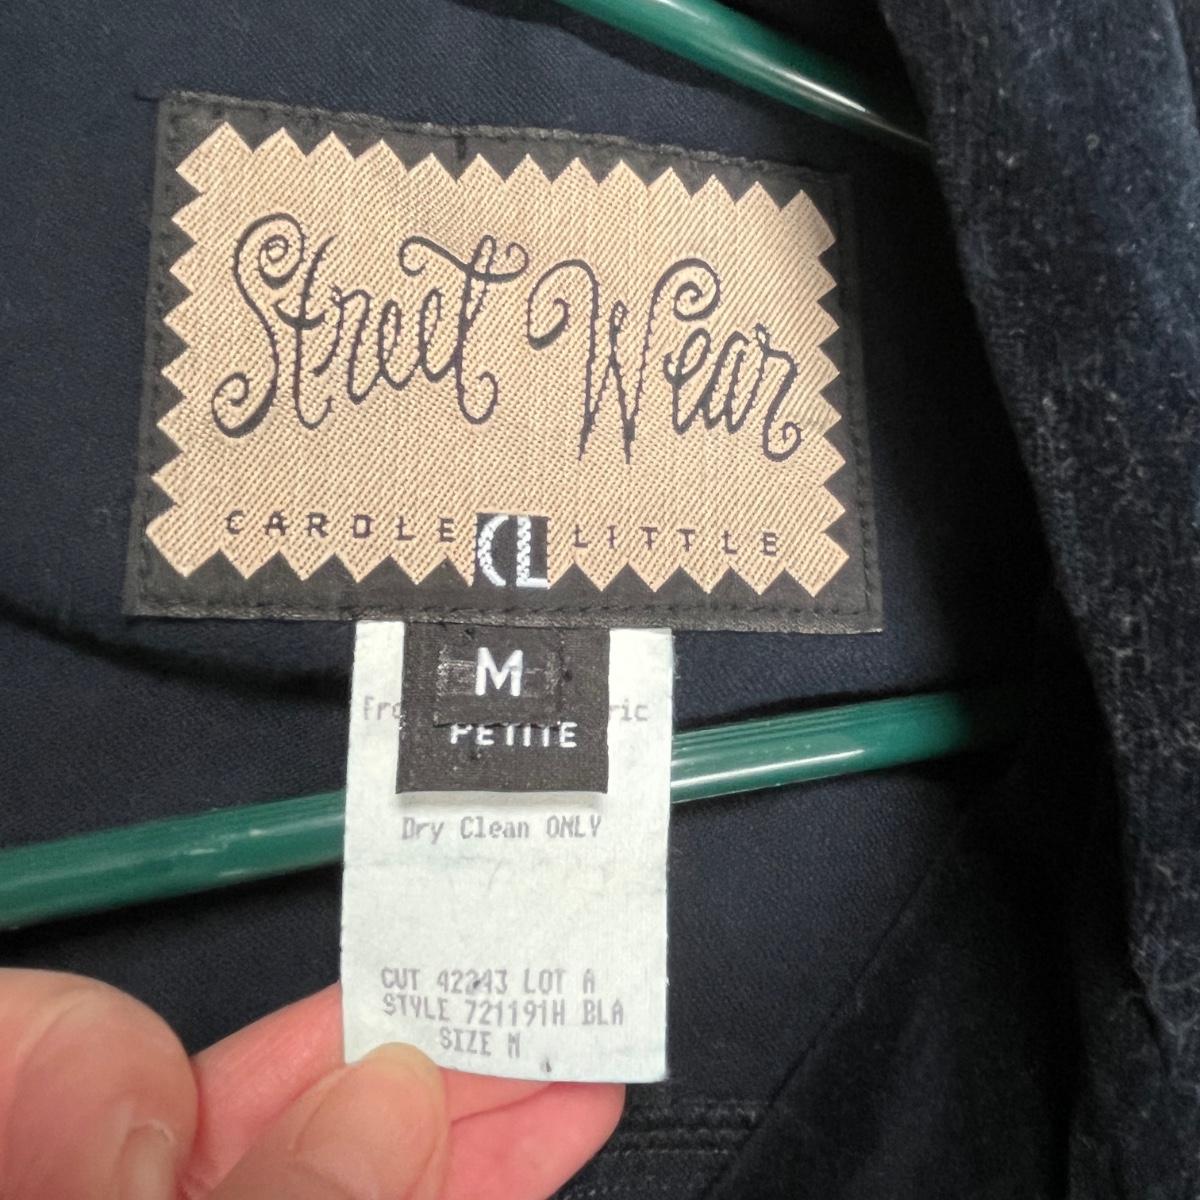 Street Wear
CAROLE CL LITTLE
M
PETITE
Dry Clean ONLY
CUT 42243 LOT A
STYLE 721191H BLA
SIZE M